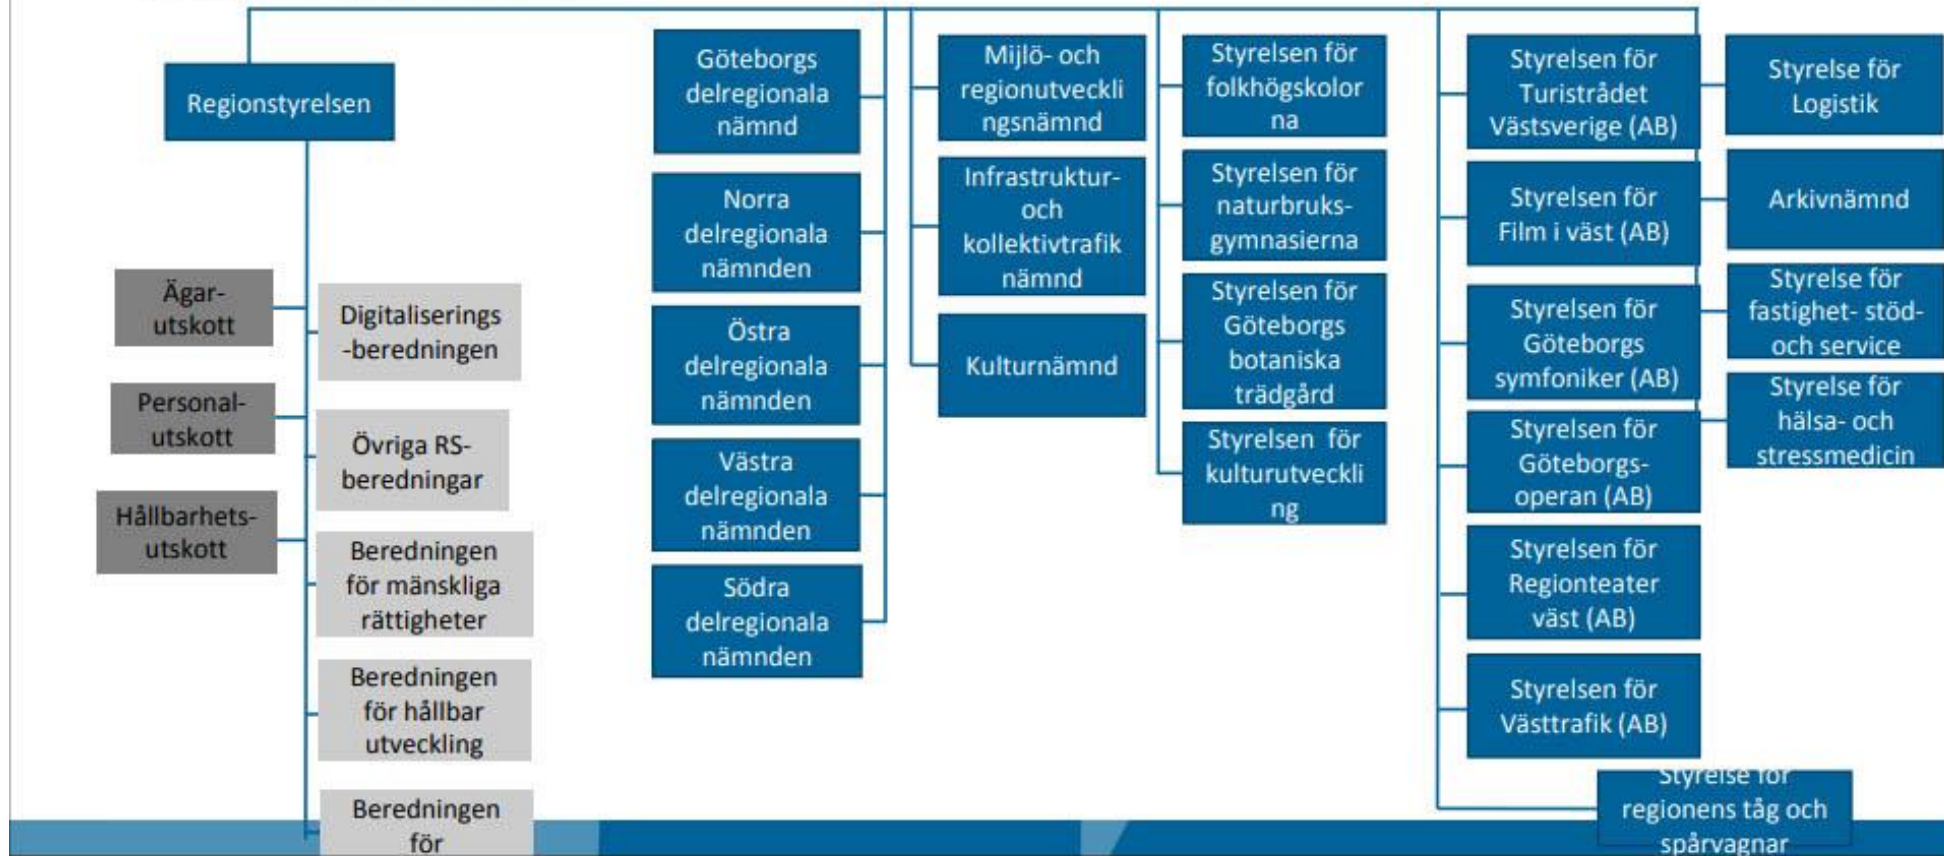 Regionstyrelsen
Ägar-
utskott
Personal-
utskott
Hållbarhets-
utskott
Digitaliserings
-beredningen
Övriga RS-
beredningar
Beredningen
för mänskliga
rättigheter
Beredningen
för hållbar
utveckling
Beredningen
för
Göteborgs
delregionala
nämnd
Norra
delregionala
nämnden
Östra
delregionala
nämnden
Västra
delregionala
nämnden
Södra
delregionala
nämnden
Mijlö- och
regionutveckli
ngsnämnd
Infrastruktur-
och
kollektivtrafik
nämnd
Kulturnämnd
Styrelsen för
folkhögskolor
na
Styrelsen för
naturbruks-
gymnasierna
Styrelsen för
Göteborgs
botaniska
trädgård
Styrelsen för
kulturutveckli
ng
Styrelsen för
Turistrådet
Västsverige (AB)
Styrelsen för
Film i väst (AB)
Styrelsen för
Göteborgs
symfoniker (AB)
Styrelsen för
Göteborgs-
operan (AB)
Styrelsen för
Regionteater
väst (AB)
Styrelsen för
Västtrafik (AB)
Styrelse för
regionens tåg och
spårvagnar
Styrelse för
Logistik
Arkivnämnd
Styrelse för
fastighet- stöd-
och service
Styrelse för
hälsa- och
stressmedicin